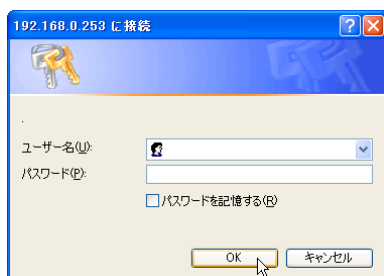 192.168.0.253 に接続
.
ユーザー名(U):
パスワード(P):
パスワードを記憶する(R)
OK
キャンセル